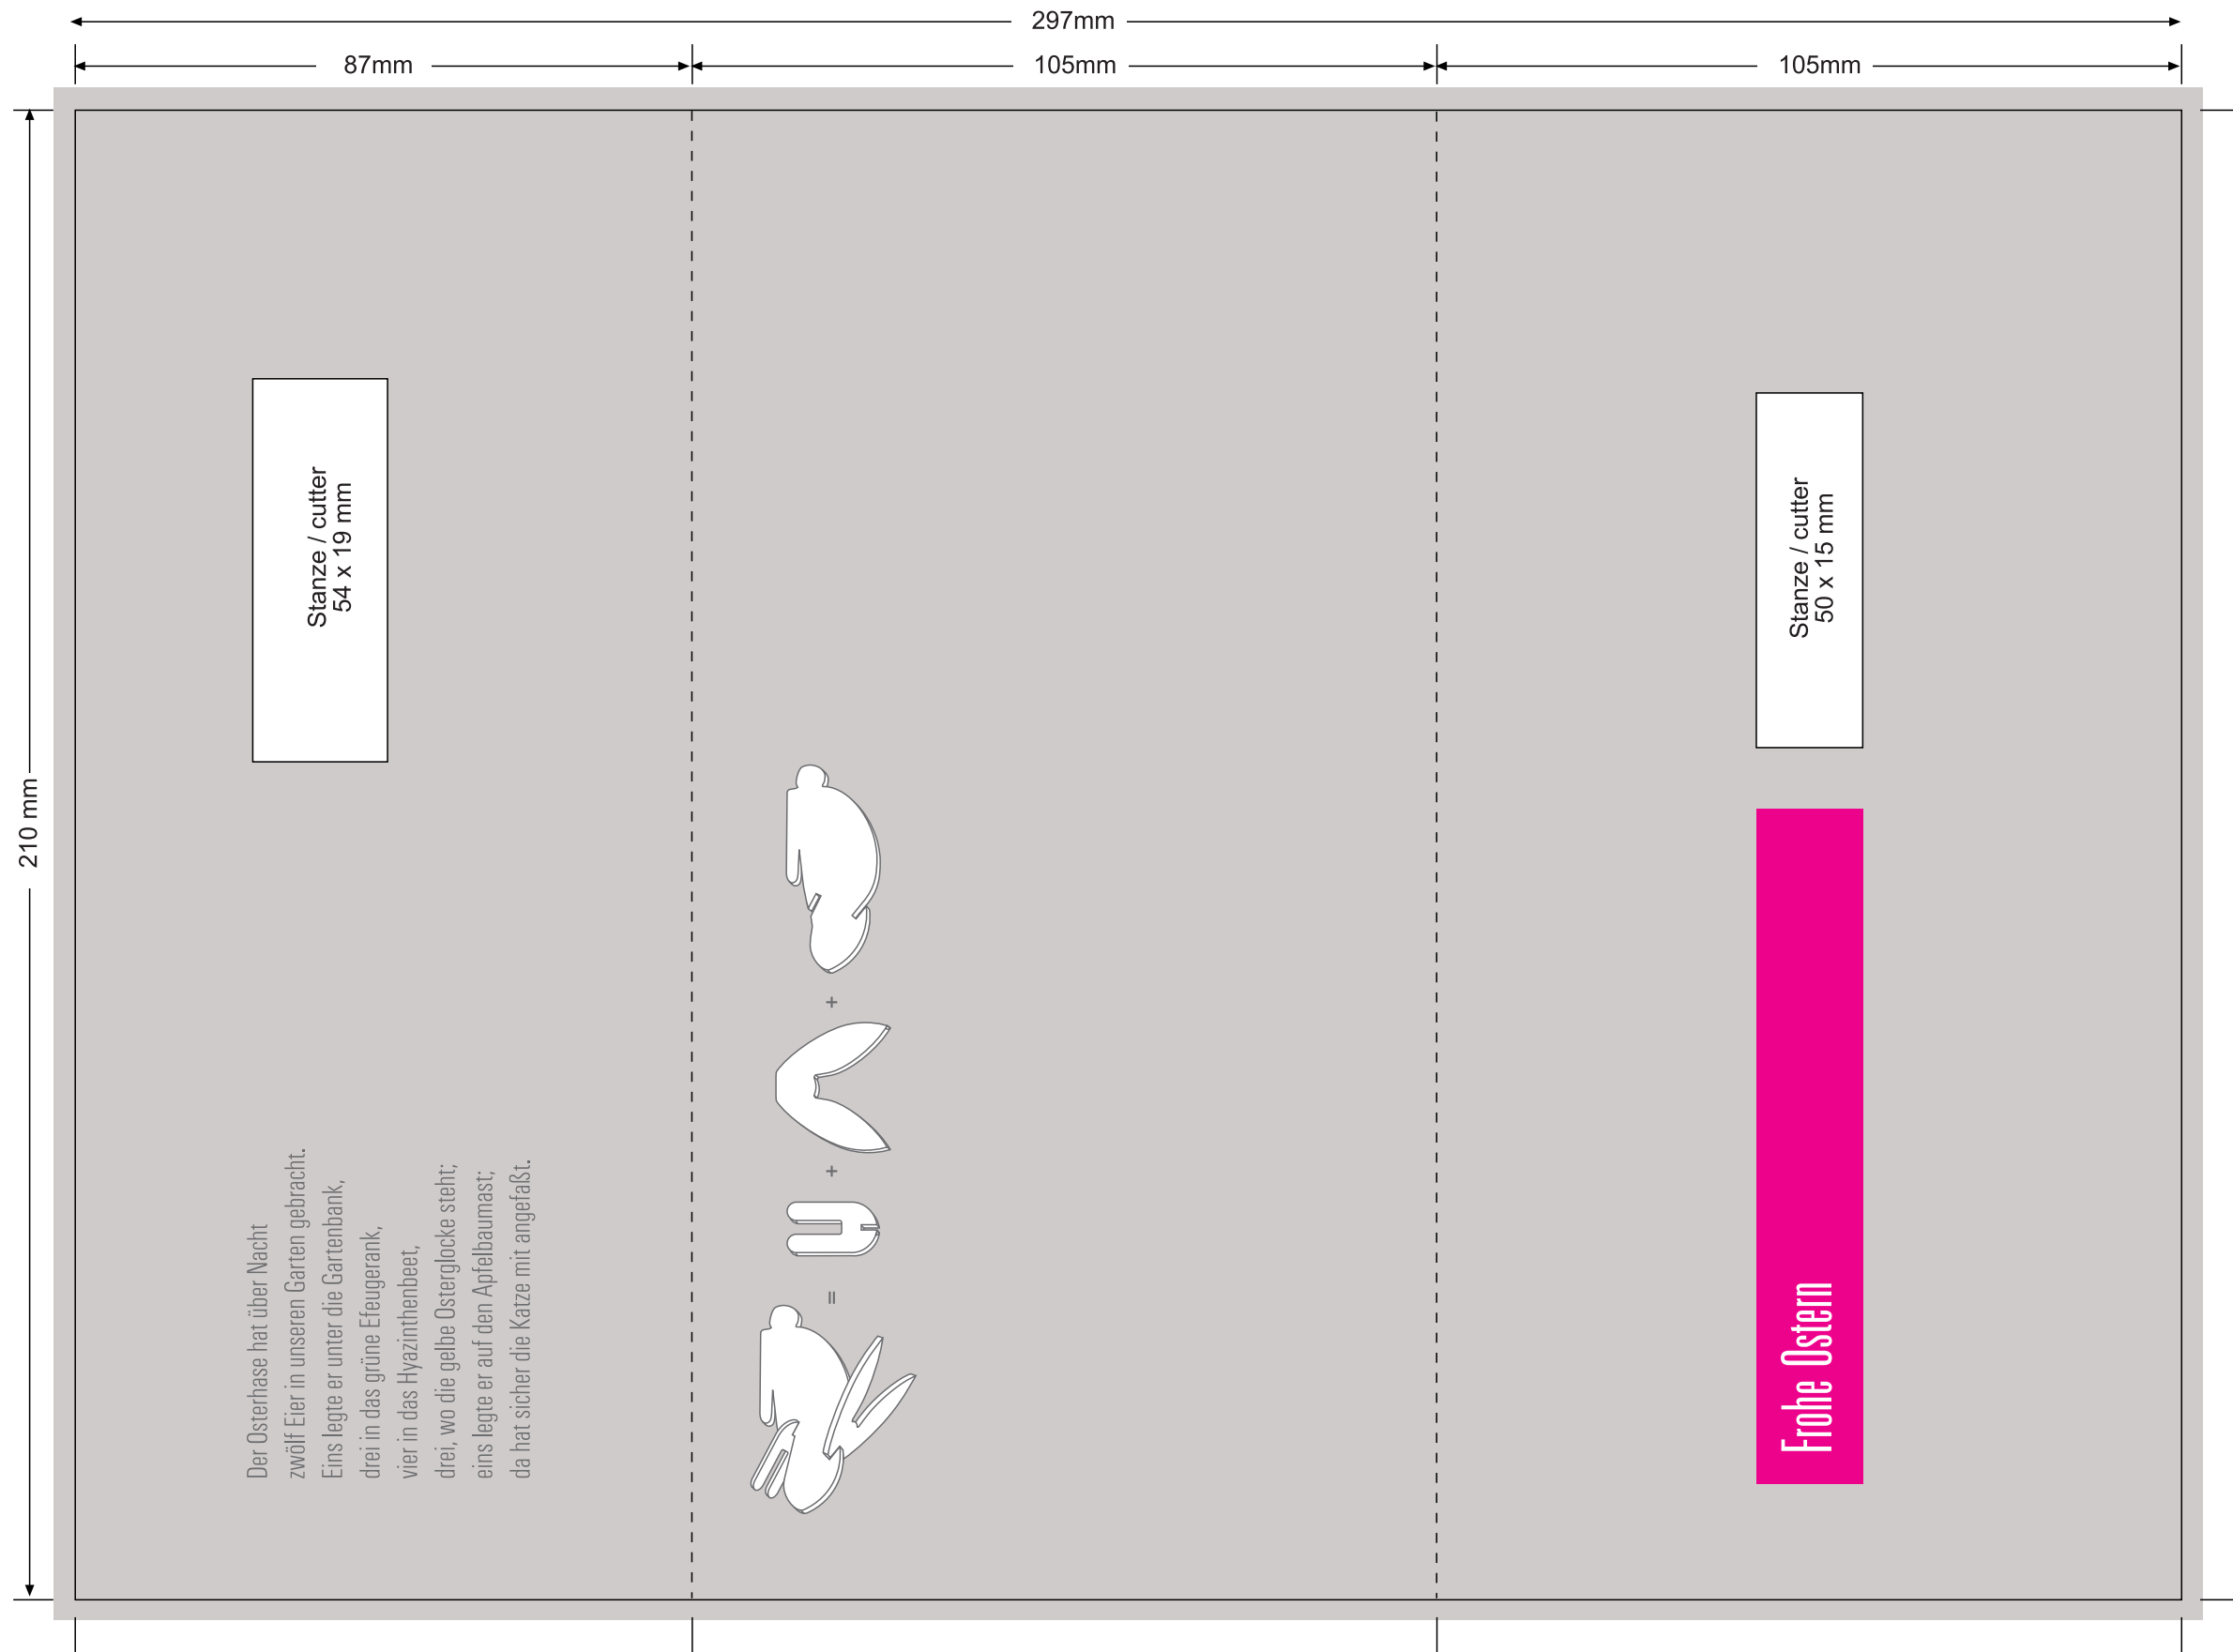 297mm
87mm
105mm
105mm
210 mm
Stanze / cutter
54 x 19 mm
Stanze / cutter
50 x 15 mm
Der Osterhase hat über Nacht
zwölf Eier in unseren Garten gebracht.
Eins legte er unter die Gartenbank,
drei in das grüne Efeugerank,
vier in das Hyazinthenbeet,
drei, wo die gelbe Osterglocke steht;
eins legte er auf den Apfelbaumast;
da hat sicher die Katze mit angefaßt.
=
+
+
Frohe Ostern